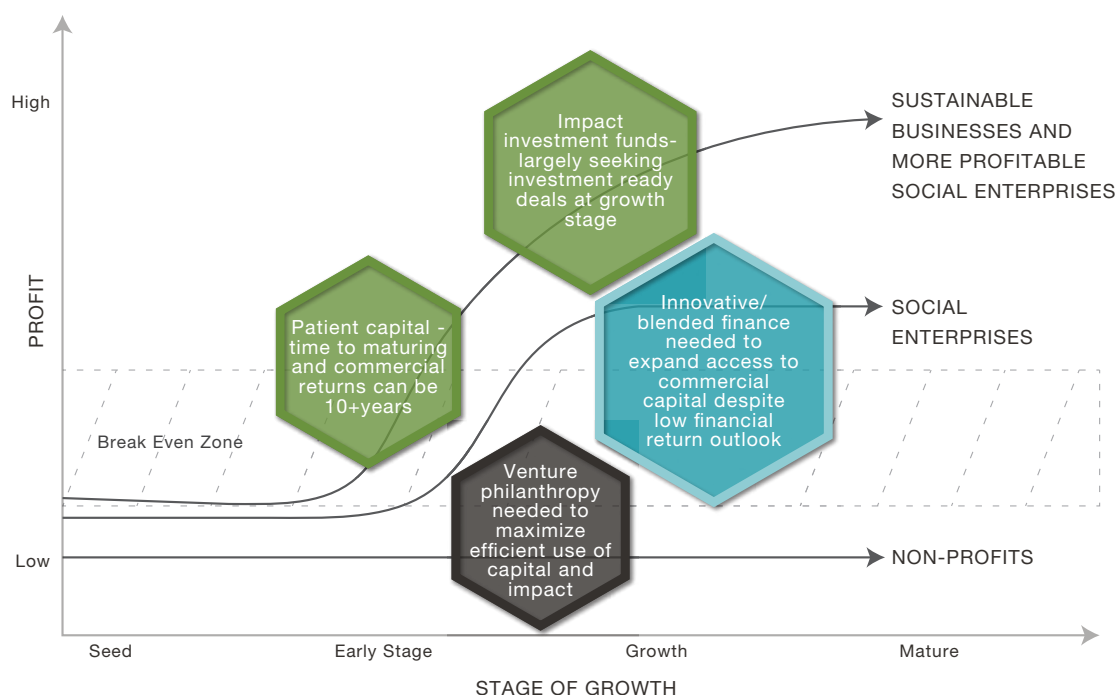 High
SUSTAINABLE
BUSINESSES AND
MORE PROFITABLE
SOCIAL ENTERPRISES
Impact
investment funds-
largely seeking
investment ready
deals at growth
stage
PROFIT
Patient capital -
time to maturing
and commercial
returns can be
10+years
Innovative/
blended finance
needed to
expand access to
commercial
capital despite
low financial
return outlook
SOCIAL
ENTERPRISES
Break Even Zone
Venture
philanthropy
needed to
maximize
efficient use of
capital and
impact
Low
NON-PROFITS
Seed
Early Stage
Growth
Mature
STAGE OF GROWTH